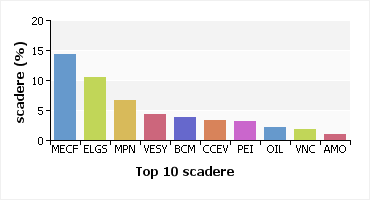 20
15
10
5
0
scadere (%)
MECF ELGS MPN VESY BCM CCEV PEI OIL VNC AMO
Top 10 scadere